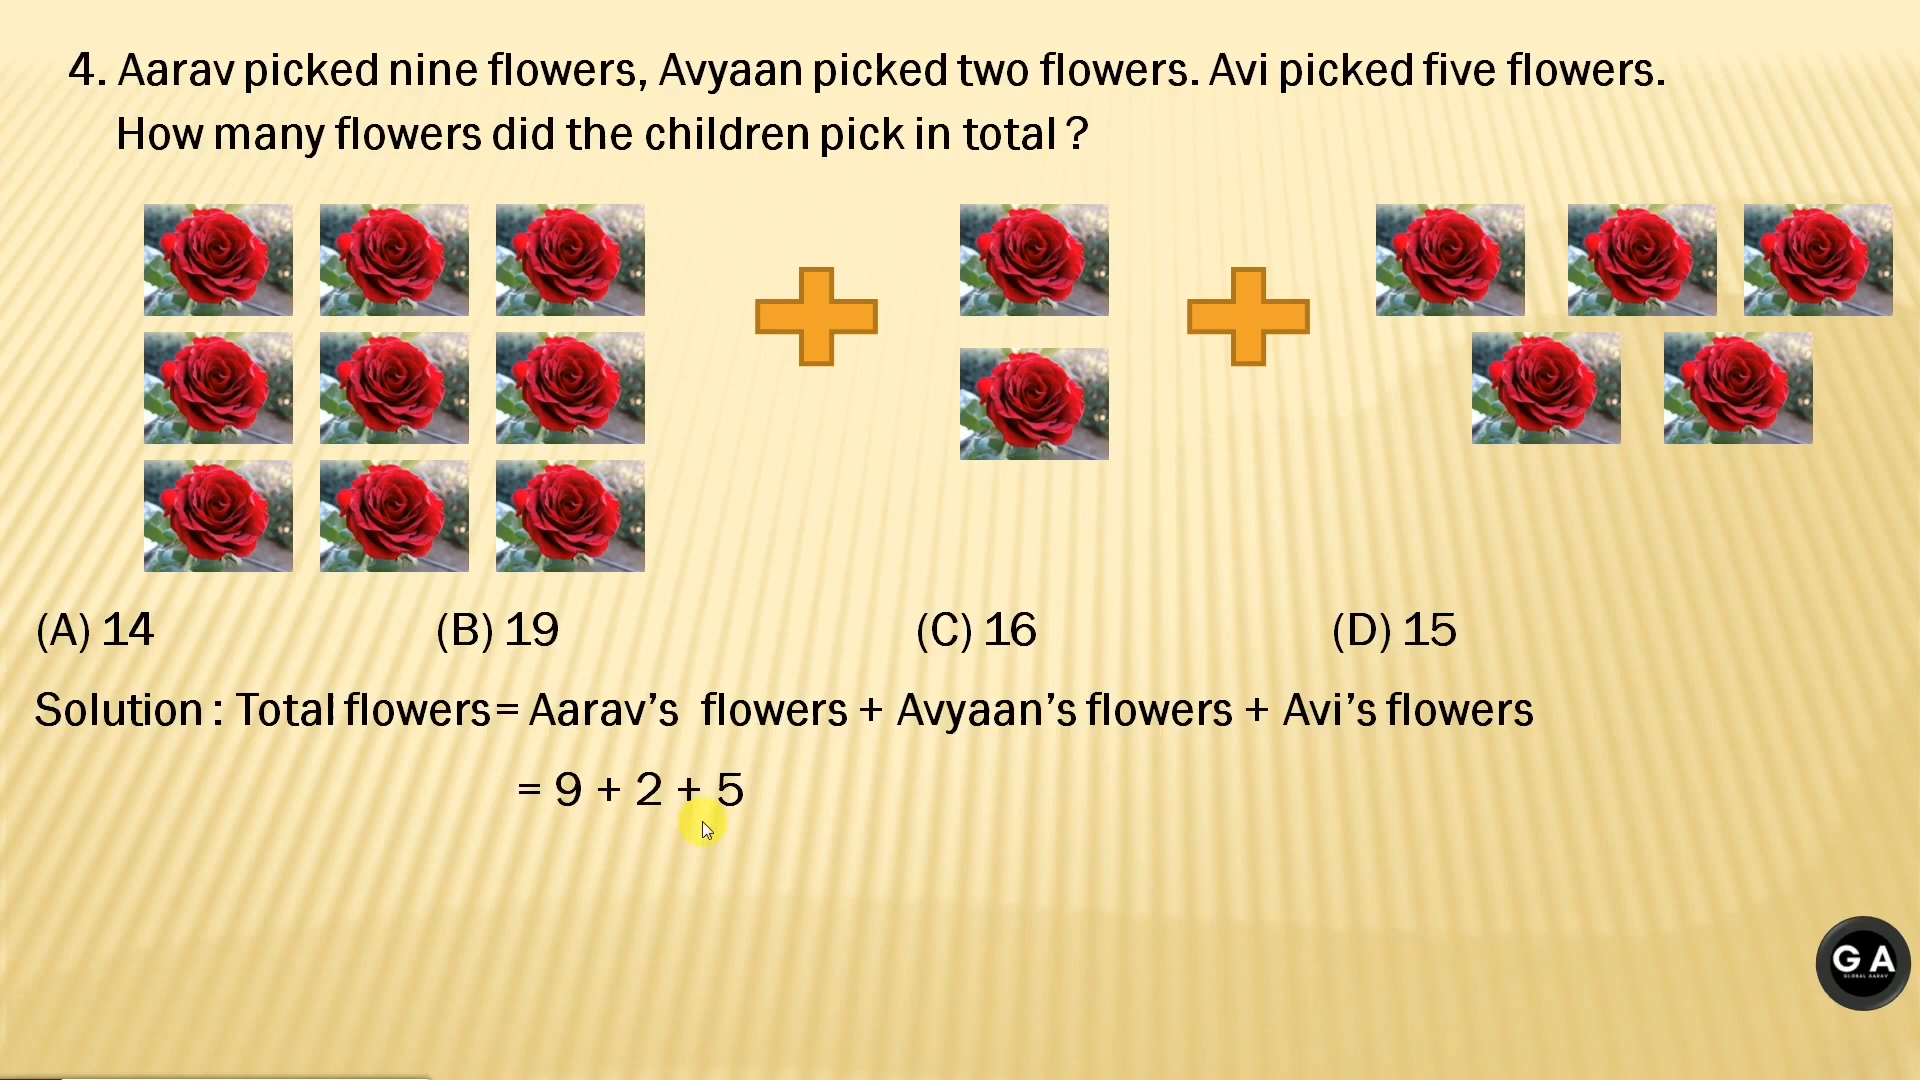 4. Aarav picked nine flowers, Avyaan picked two flowers. Avi picked five flowers.
How many flowers did the children pick in total ?
(A) 14 (B) 19 (C) 16 (D) 15
Solution : Total flowers= Aarav’s flowers + Avyaan’s flowers + Avi’s flowers
= 9 + 2 + 5
G A
GLOBAL AARAV